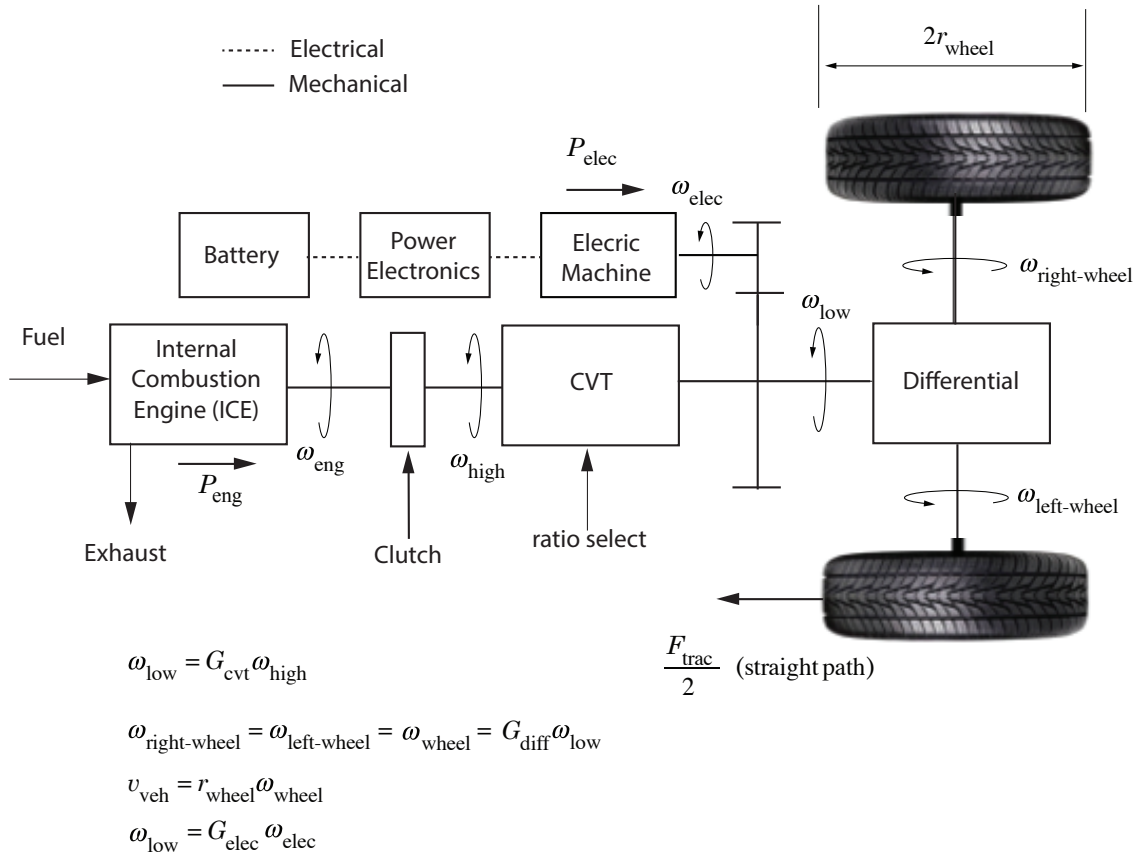 2r_wheel
Electrical
Mechanical
P_elec
ω_elec
Battery
Power
Electronics
Elecric
Machine
ω_right-wheel
ω_low
Fuel
Internal
Combustion
Engine (ICE)
CVT
Differential
ω_eng
ω_high
P_eng
ω_left-wheel
Exhaust
Clutch
ratio select
F_trac/2 (straight path)
ω_low = G_cvt ω_high
ω_right-wheel = ω_left-wheel = ω_wheel = G_diff ω_low
v_veh = r_wheel ω_wheel
ω_low = G_elec ω_elec